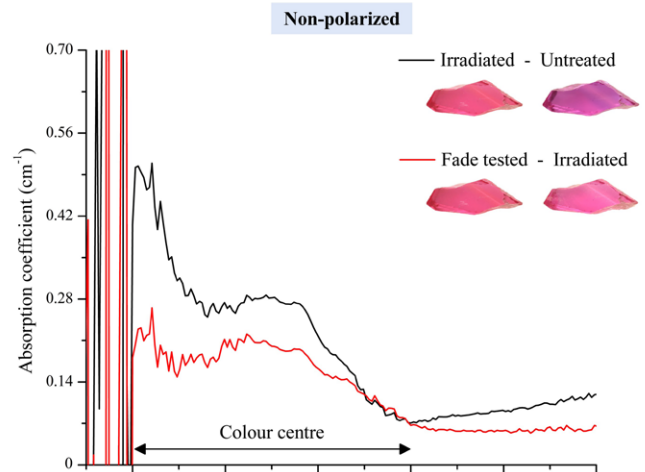 Non-polarized
0.70
0.56
0.42
0.28
0.14
0
Absorption coefficient (cm⁻¹)
Irradiated - Untreated
Fade tested - Irradiated
Colour centre